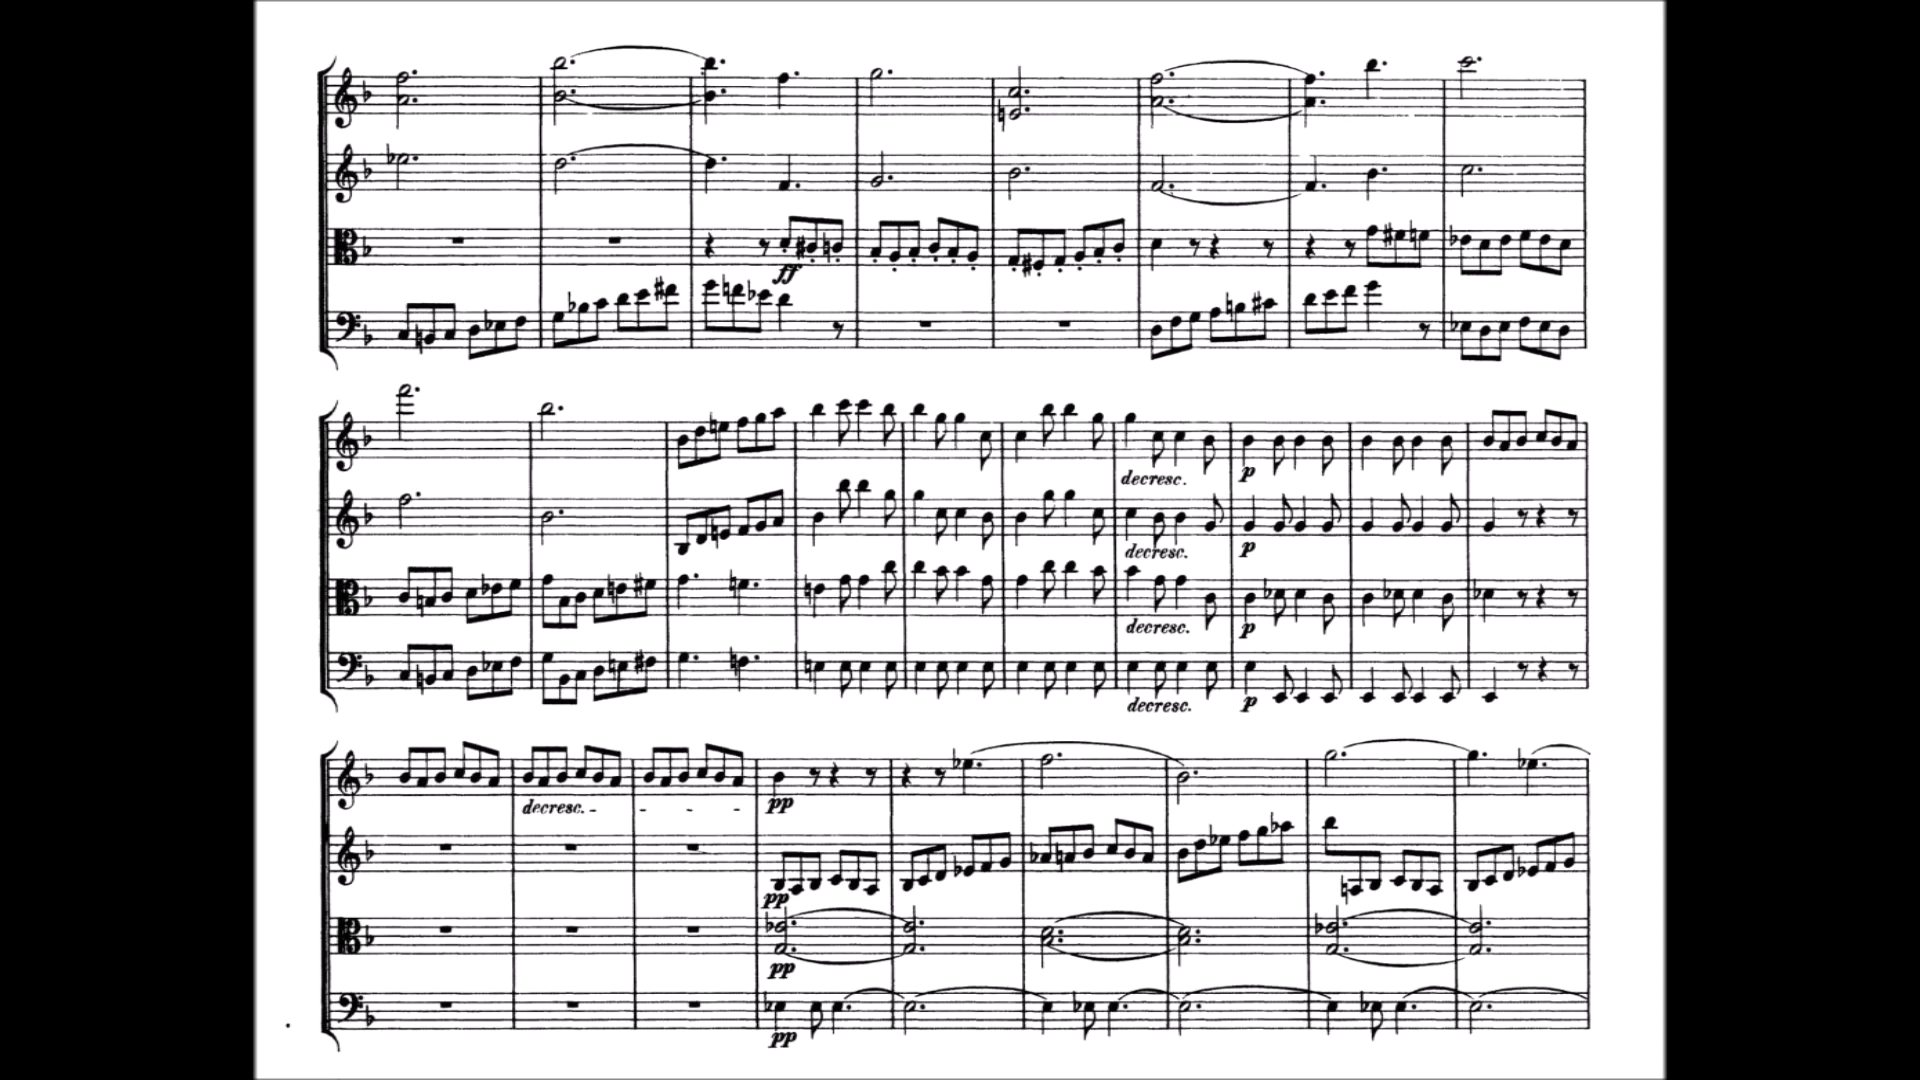 ff
decresc. p
decresc. p
decresc. p
decresc. p
decresc. - - - pp
pp
pp
pp